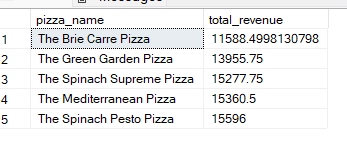 pizza_name total_revenue
1 The Brie Carre Pizza 11588.4998130798
2 The Green Garden Pizza 13955.75
3 The Spinach Supreme Pizza 15277.75
4 The Mediterranean Pizza 15360.5
5 The Spinach Pesto Pizza 15596